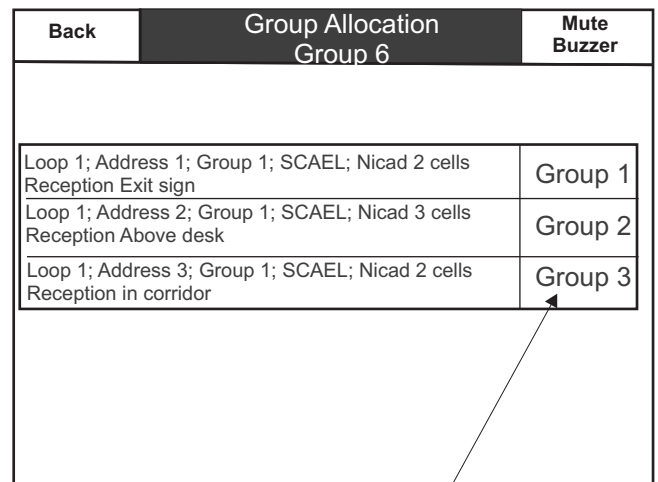 Back
Group Allocation
Group 6
Mute
Buzzer
Loop 1; Address 1; Group 1; SCAEL; Nicad 2 cells
Reception Exit sign
Group 1
Loop 1; Address 2; Group 1; SCAEL; Nicad 3 cells
Reception Above desk
Group 2
Loop 1; Address 3; Group 1; SCAEL; Nicad 2 cells
Reception in corridor
Group 3